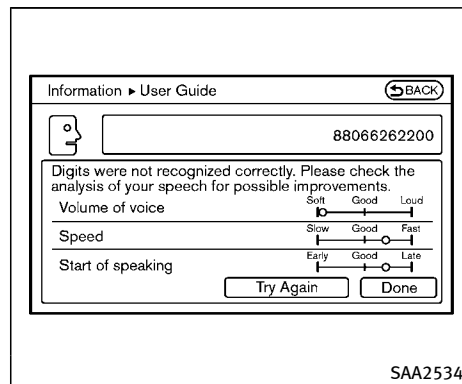 Information ▸ User Guide
BACK
88066262200
Digits were not recognized correctly. Please check the
analysis of your speech for possible improvements.
Volume of voice
Soft Good Loud
Speed
Slow Good Fast
Start of speaking
Early Good Late
Try Again
Done
SAA2534